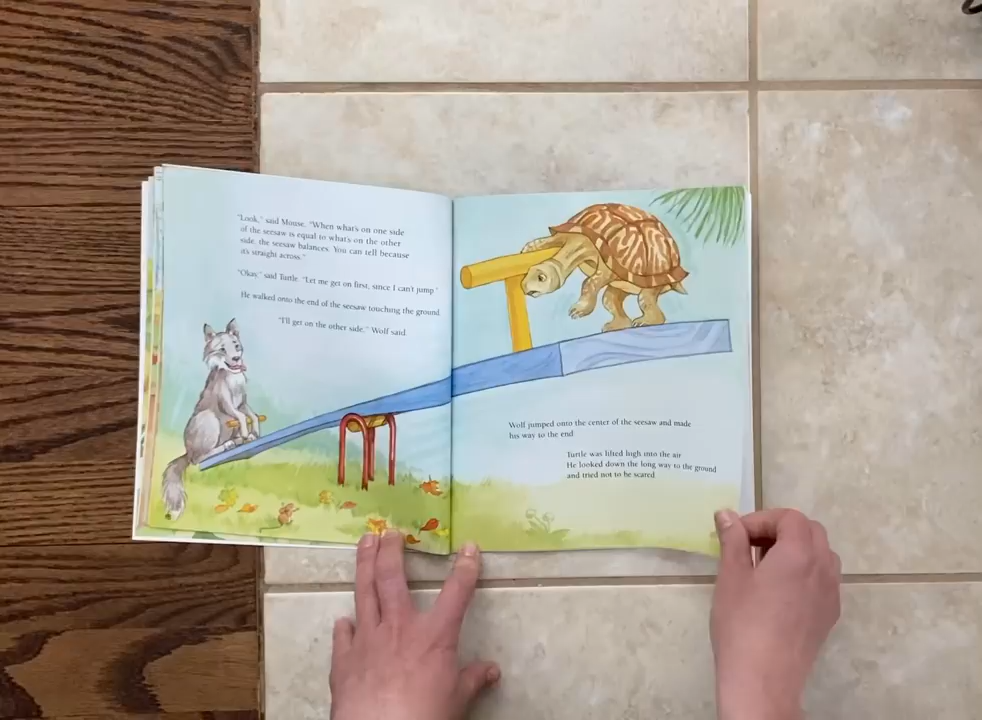 "Look," said Mouse. "When what's on one side
of the seesaw is equal to what's on the other
side, the seesaw balances. You can tell because
it's straight across."
"Okay," said Turtle. "Let me get on first, since I can't jump."
He walked onto the end of the seesaw touching the ground.
"I'll get on the other side," Wolf said.
Wolf jumped onto the center of the seesaw and made
his way to the end.
Turtle was lifted high into the air.
He looked down the long way to the ground
and tried not to be scared.